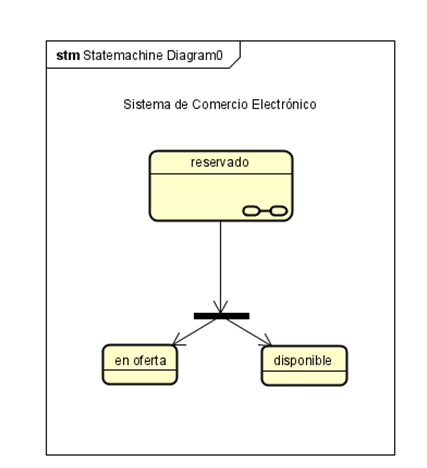 stm Statemachine Diagram0
Sistema de Comercio Electrónico
reservado
en oferta
disponible